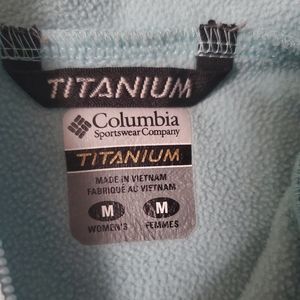 TITANIUM
Columbia
Sportswear Company
TITANIUM
MADE IN VIETNAM
FABRIQUÉ AU VIETNAM
M M
WOMEN'S FEMMES